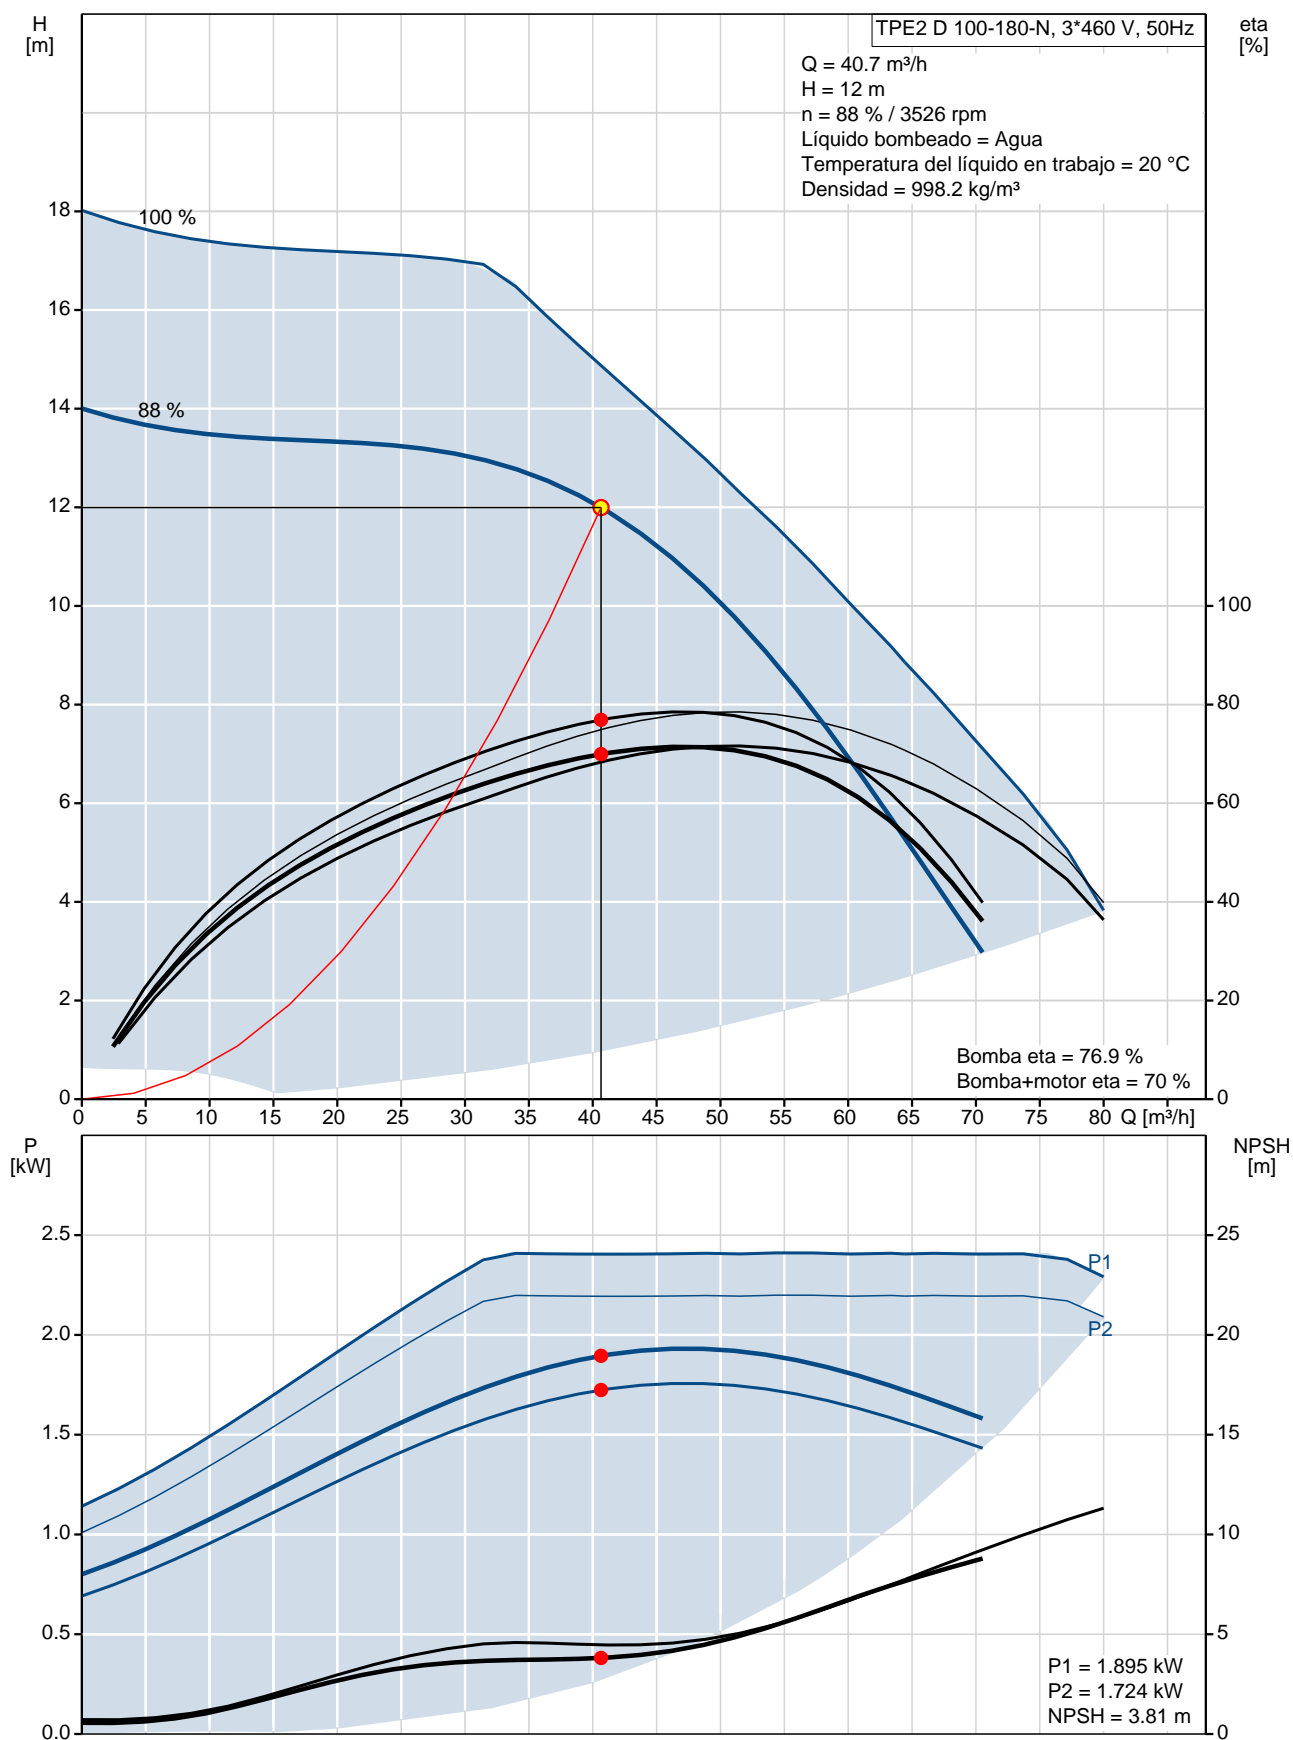 H
[m]
TPE2 D 100-180-N, 3*460 V, 50Hz
eta
[%]
Q = 40.7 m³/h
H = 12 m
n = 88 % / 3526 rpm
Líquido bombeado = Agua
Temperatura del líquido en trabajo = 20 °C
Densidad = 998.2 kg/m³
100 %
88 %
18
16
14
12
10
8
6
4
2
0
100
80
60
40
20
0
Bomba eta = 76.9 %
Bomba+motor eta = 70 %
0 5 10 15 20 25 30 35 40 45 50 55 60 65 70 75 80 Q [m³/h]
P
[kW]
NPSH
[m]
2.5
2.0
1.5
1.0
0.5
0.0
P1
P2
25
20
15
10
5
0
P1 = 1.895 kW
P2 = 1.724 kW
NPSH = 3.81 m